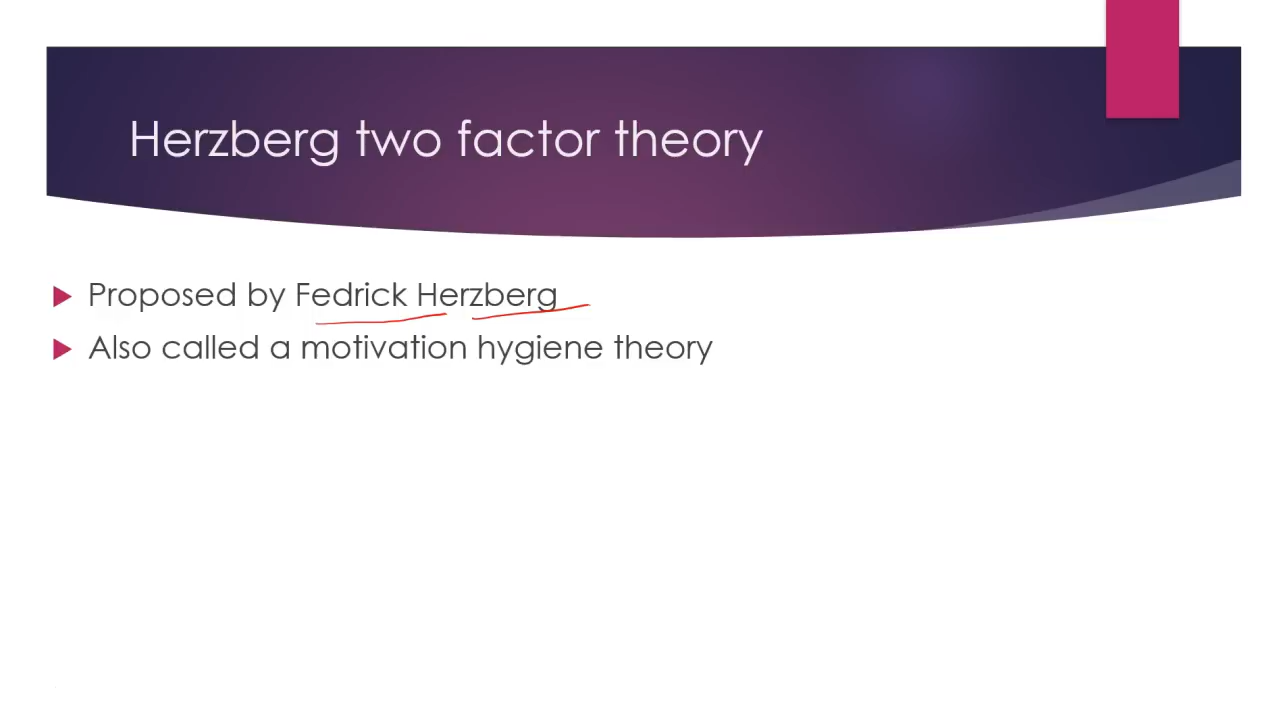 Herzberg two factor theory
Proposed by Fedrick Herzberg
Also called a motivation hygiene theory